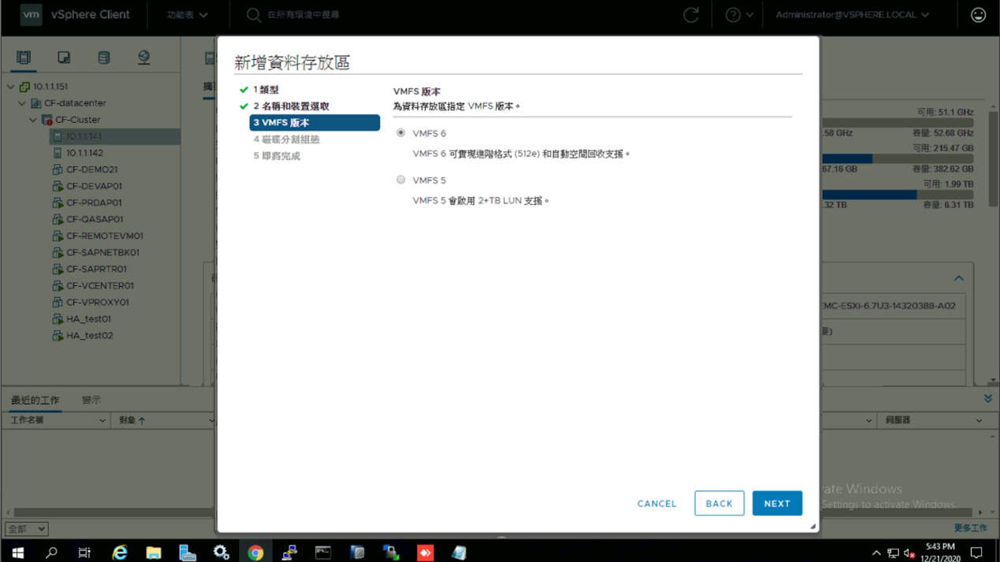 vm vSphere Client 功能表 在所有環境中搜尋 Administrator@VSPHERE.LOCAL
10.1.1.151
CF-datacenter
CF-Cluster
10.1.1.141
10.1.1.142
CF-DEMO21
CF-DEVAP01
CF-PRDAP01
CF-QASAP01
CF-REMOTEVM01
CF-SAPNETBK01
CF-SAPRTR01
CF-VCENTER01
CF-VPROXY01
HA_test01
HA_test02
新增資料存放區
1 類型
2 名稱和裝置選取
3 VMFS 版本
4 磁碟分割組態
5 即將完成
VMFS 版本
為資料存放區指定 VMFS 版本。
VMFS 6
VMFS 6 可實現進階格式 (512e) 和自動空間回收支援。
VMFS 5
VMFS 5 會啟用 2+TB LUN 支援。
CANCEL BACK NEXT
可用: 51.1 GHz
.58 GHz 容量: 52.68 GHz
可用: 215.47 GB
67.16 GB 容量: 382.62 GB
可用: 1.99 TB
.32 TB 容量: 6.31 TB
EMC-ESXi-6.7U3-14320388-A02
要)
最近的工作 警示
工作名稱 對象 伺服器
vate Windows
Settings to activate Windows.
全部 更多工作
5:43 PM
12/21/2020